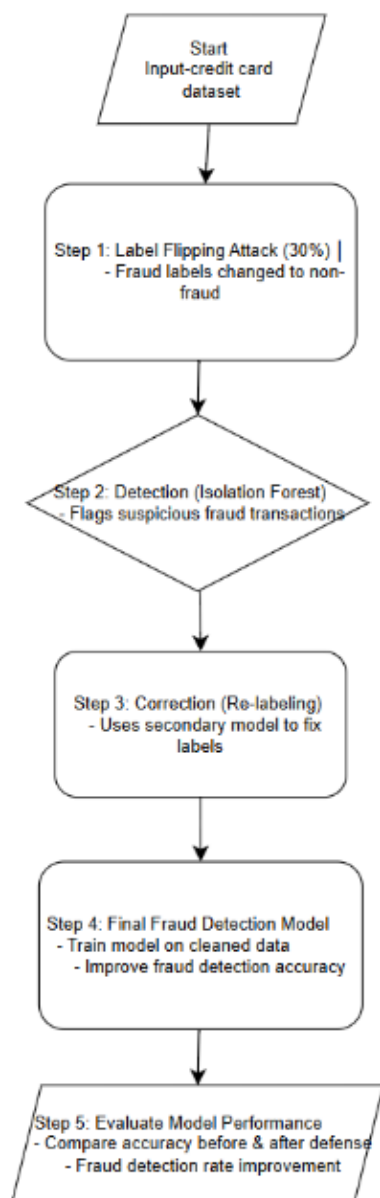 Start
Input-credit card
dataset
Step 1: Label Flipping Attack (30%) |
- Fraud labels changed to non-
fraud
Step 2: Detection (Isolation Forest)
- Flags suspicious fraud transactions
Step 3: Correction (Re-labeling)
- Uses secondary model to fix
labels
Step 4: Final Fraud Detection Model
- Train model on cleaned data
- Improve fraud detection accuracy
Step 5: Evaluate Model Performance
- Compare accuracy before & after defense
- Fraud detection rate improvement